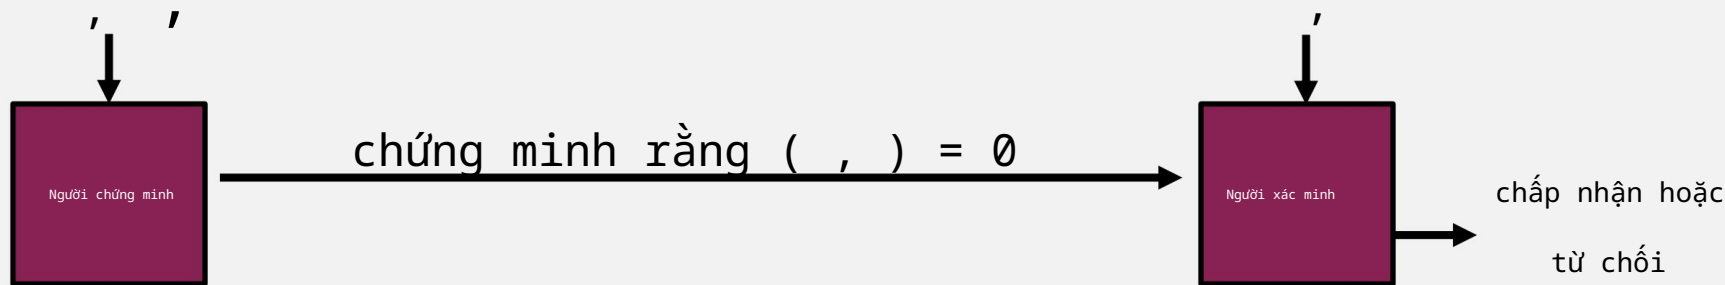 , ,
,
chứng minh rằng ( , ) = 0
Người chứng minh
Người xác minh
chấp nhận hoặc
từ chối